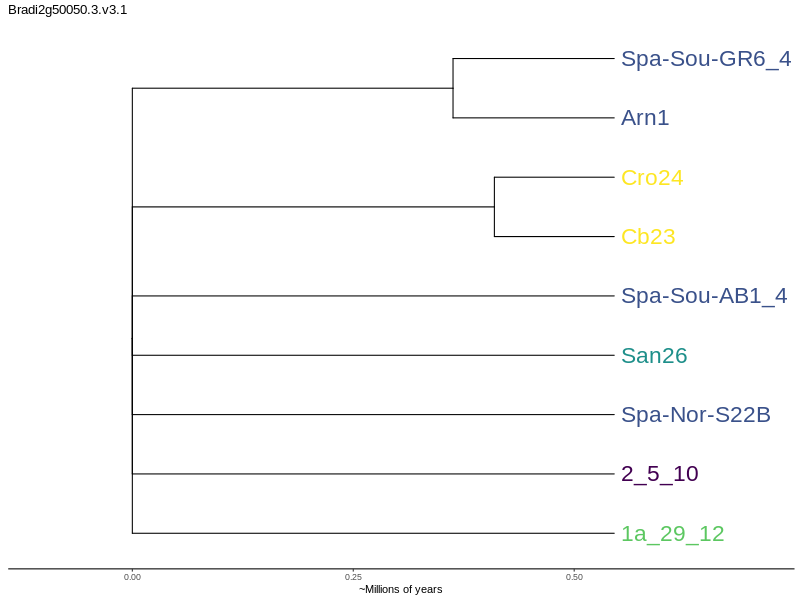 Bradi2g50050.3.v3.1
Spa-Sou-GR6_4
Arn1
Cro24
Cb23
Spa-Sou-AB1_4
San26
Spa-Nor-S22B
2_5_10
1a_29_12
0.00 0.25 0.50
~Millions of years